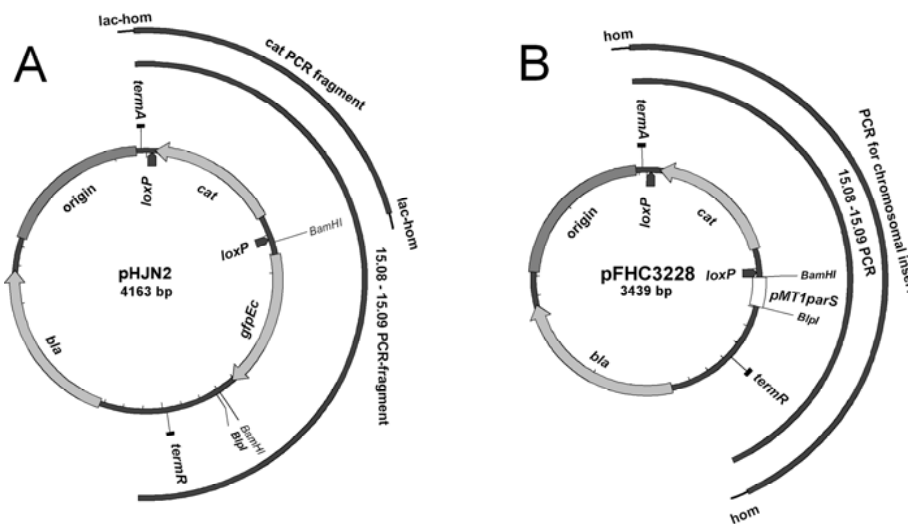 A
lac-hom
cat PCR fragment
lac-hom
15.08 -15.09 PCR-fragment
termA
loxP
cat
origin
loxP
BamHI
pHJN2
4163 bp
gfpEc
bla
BamHI
BlpI
termR
B
hom
PCR for chromosomal insert
15.08 -15.09 PCR
termA
loxP
cat
origin
loxP
BamHI
pFHC3228
3439 bp
pMT1parS
BlpI
bla
termR
hom